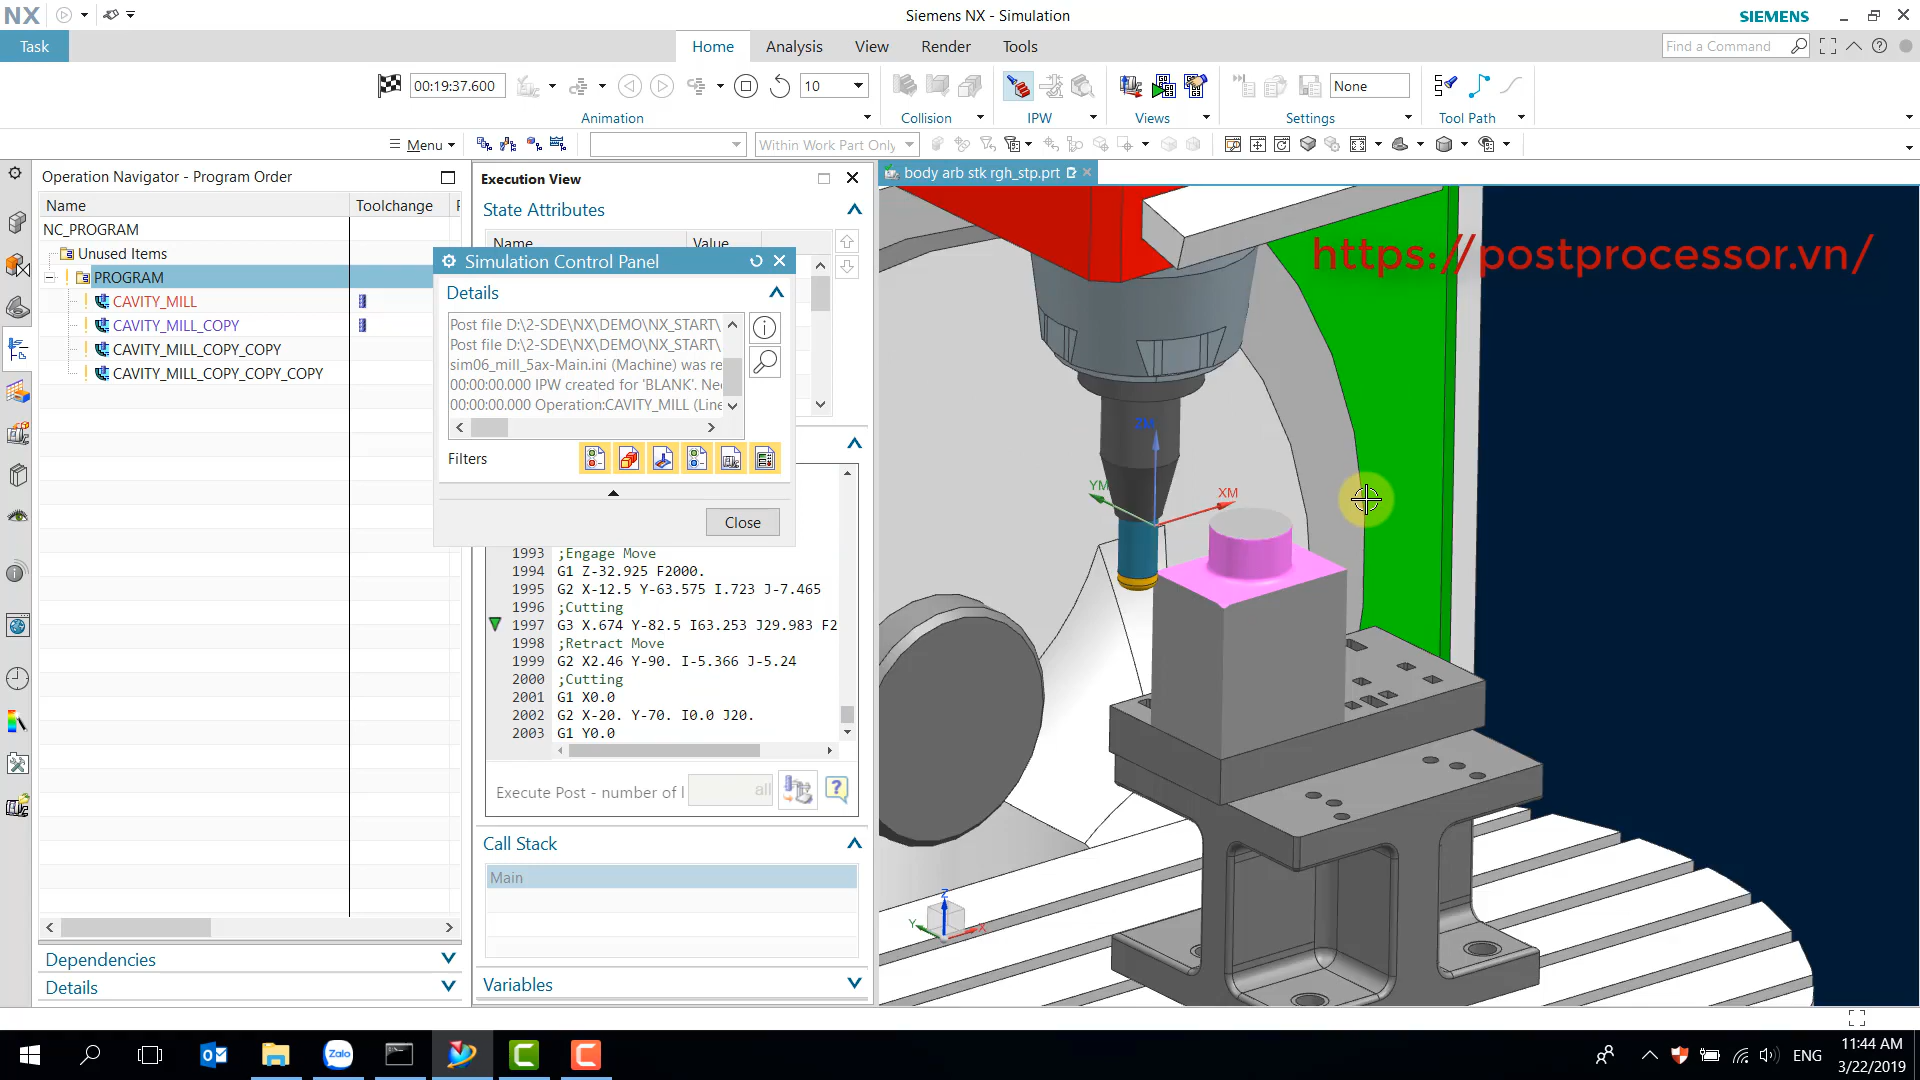 NX
Siemens NX - Simulation
SIEMENS
Task
Home
Analysis
View
Render
Tools
Find a Command
00:19:37.600
10
None
Animation
Collision
IPW
Views
Settings
Tool Path
Menu
Within Work Part Only
Operation Navigator - Program Order
Name
Toolchange
NC_PROGRAM
Unused Items
PROGRAM
CAVITY_MILL
CAVITY_MILL_COPY
CAVITY_MILL_COPY_COPY
CAVITY_MILL_COPY_COPY_COPY
Dependencies
Details
Execution View
State Attributes
Name
Value
Simulation Control Panel
Details
Post file D:\2-SDE\NX\DEMO\NX_START\
Post file D:\2-SDE\NX\DEMO\NX_START\
sim06_mill_5ax-Main.ini (Machine) was re
00:00:00.000 IPW created for 'BLANK'. Nee
00:00:00.000 Operation:CAVITY_MILL (Line
Filters
Close
1993 ;Engage Move
1994 G1 Z-32.925 F2000.
1995 G2 X-12.5 Y-63.575 I.723 J-7.465
1996 ;Cutting
1997 G3 X.674 Y-82.5 I63.253 J29.983 F2
1998 ;Retract Move
1999 G2 X2.46 Y-90. I-5.366 J-5.24
2000 ;Cutting
2001 G1 X0.0
2002 G2 X-20. Y-70. I0.0 J20.
2003 G1 Y0.0
Execute Post - number of l
all
Call Stack
Main
Variables
body arb stk rgh_stp.prt
https://postprocessor.vn/
ZM
YM
XM
Z
Y
X
Zalo
ENG
11:44 AM
3/22/2019